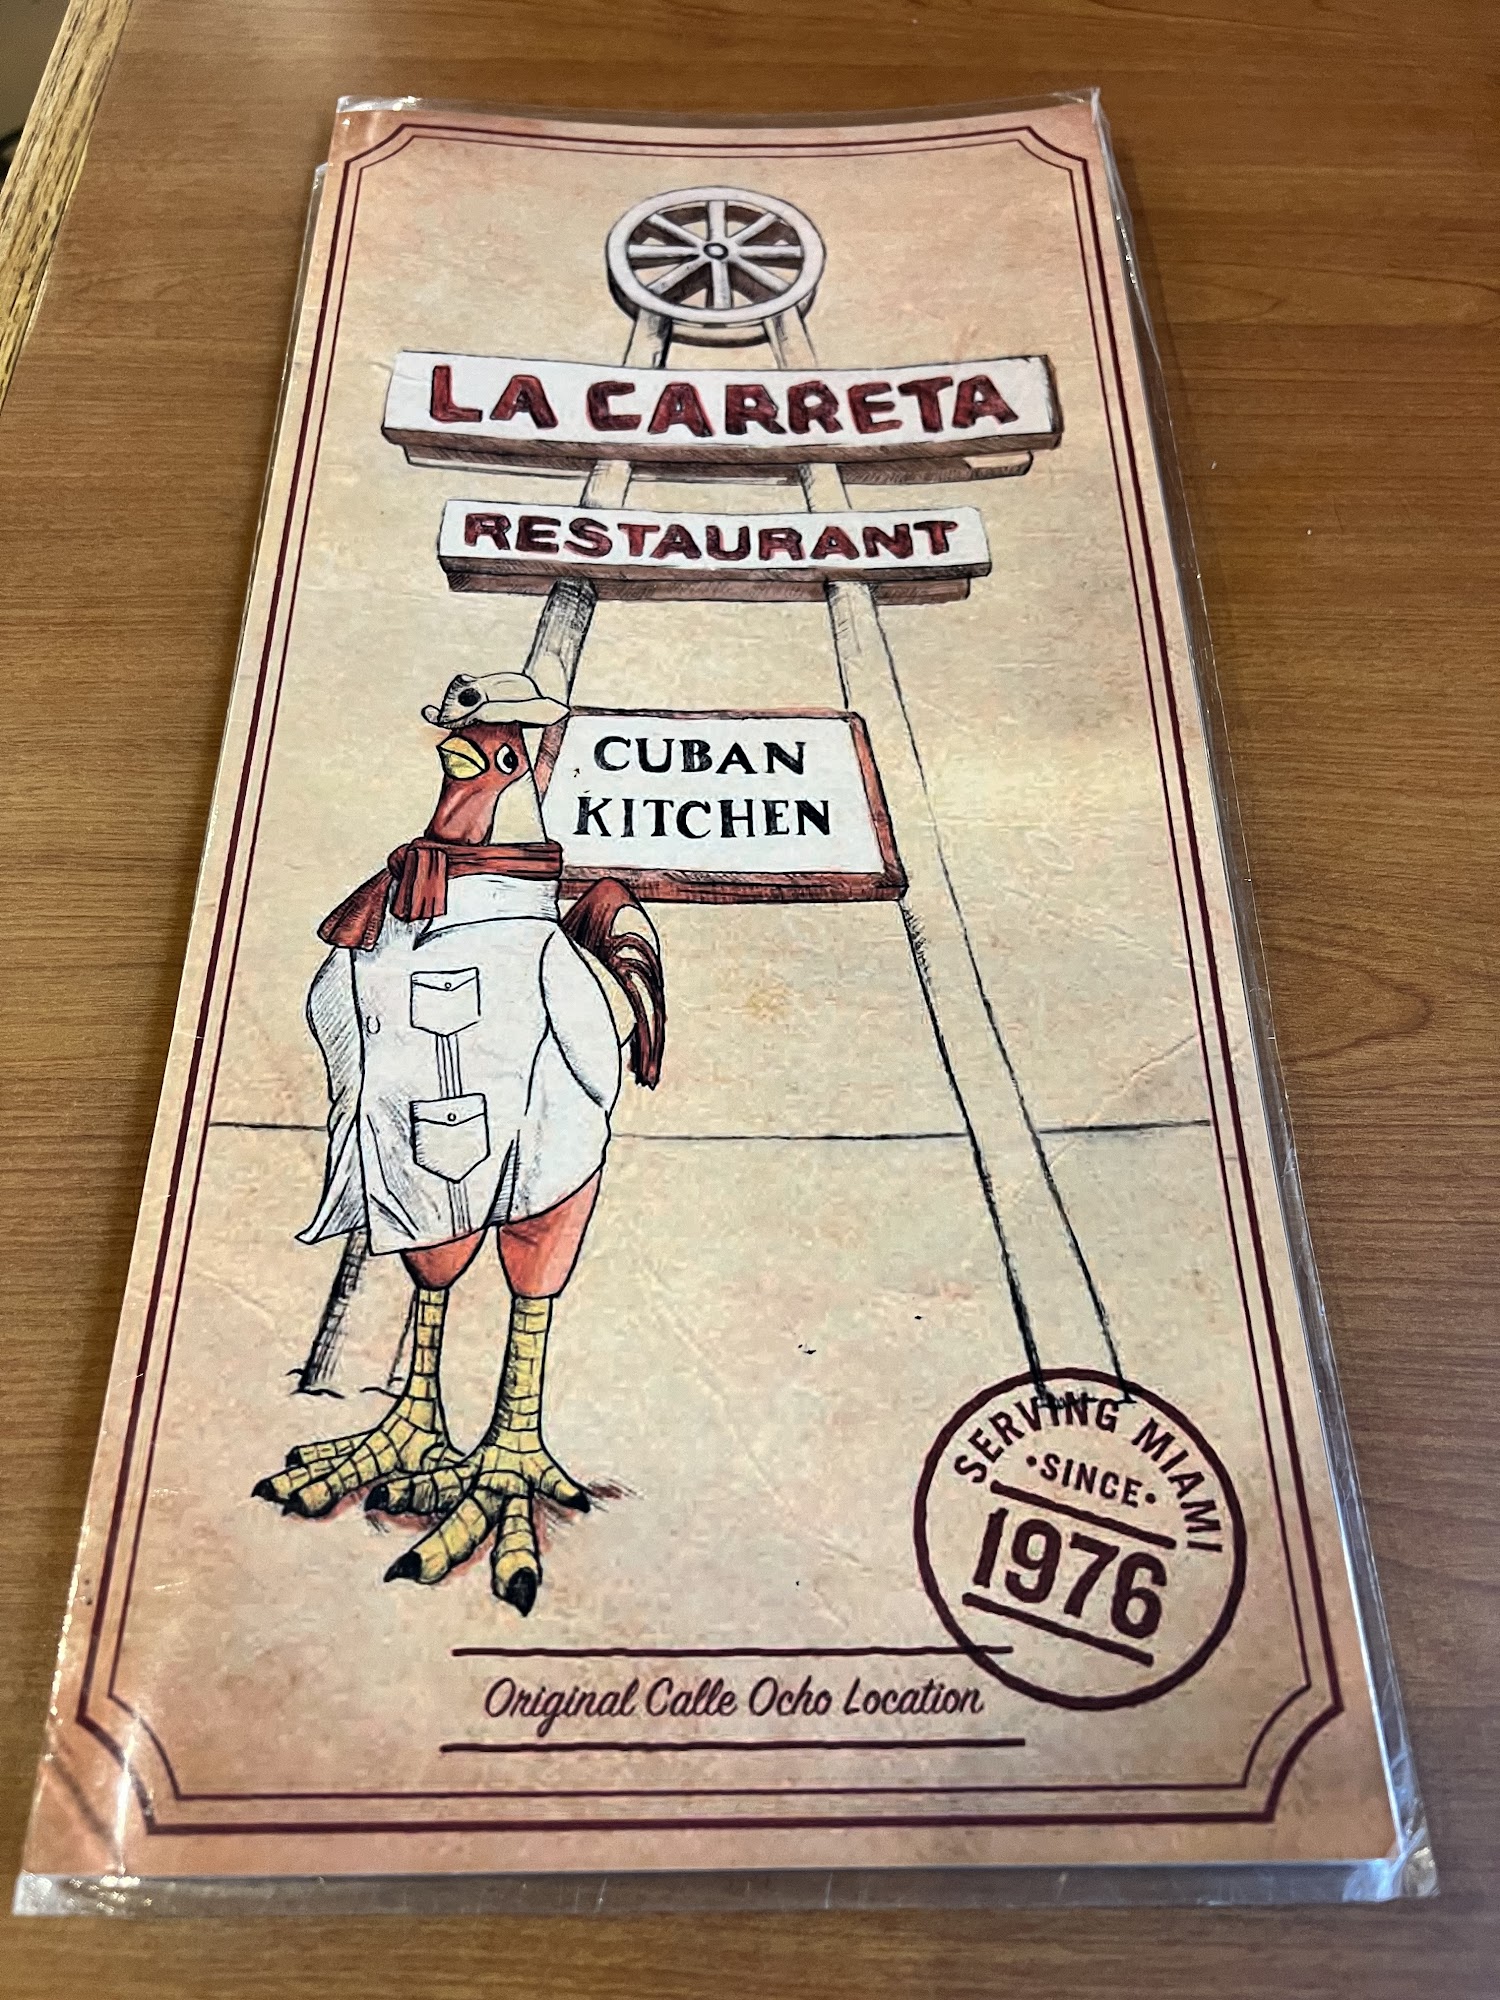 LA CARRETA
RESTAURANT
CUBAN
KITCHEN
SERVING MIAMI
•SINCE•
1976
Original Calle Ocho Location